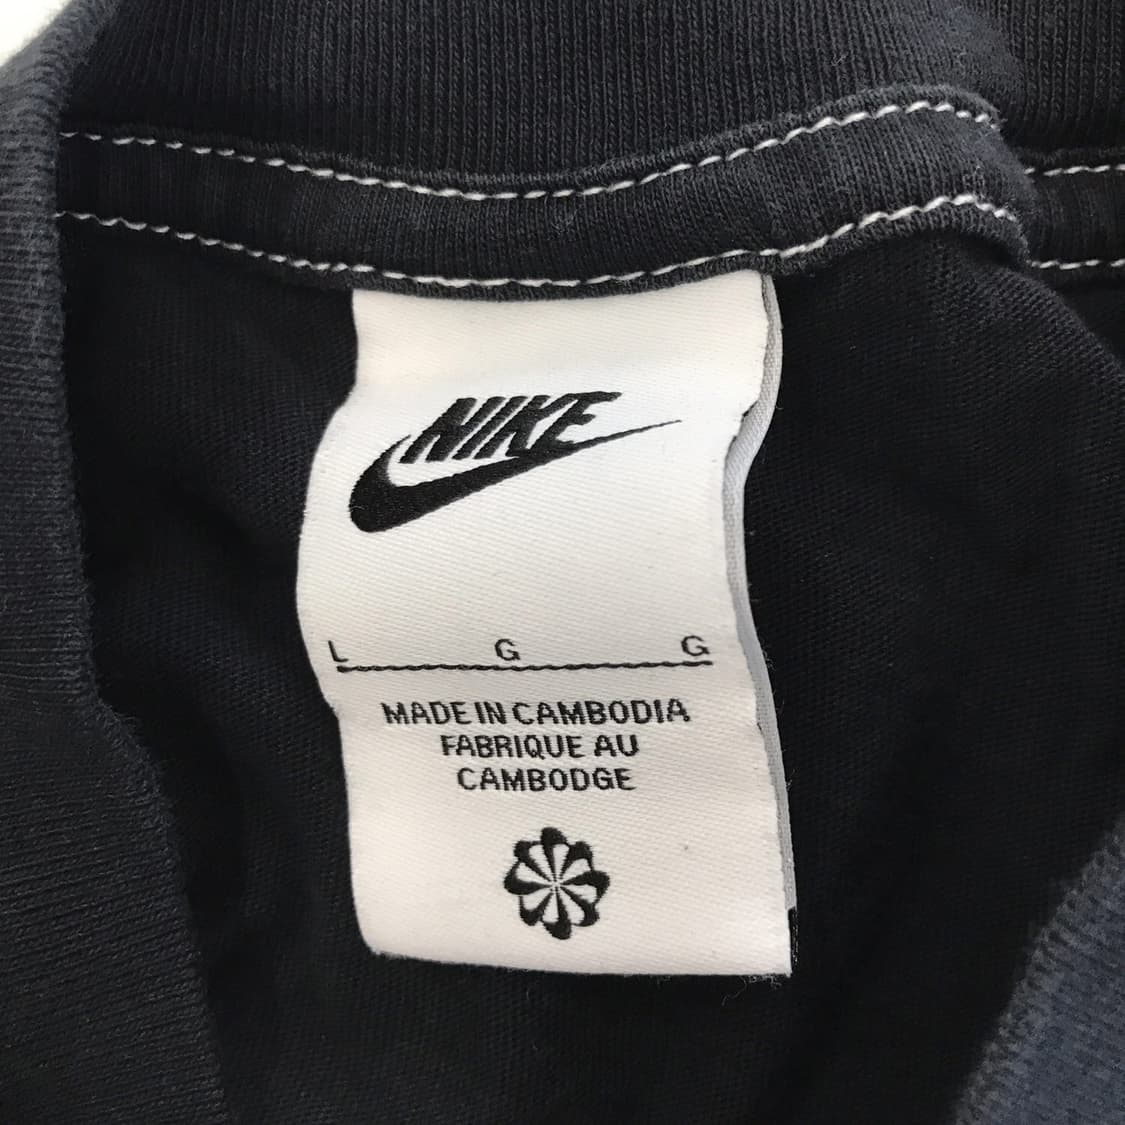 NIKE
L G G
MADE IN CAMBODIA
FABRIQUE AU
CAMBODGE